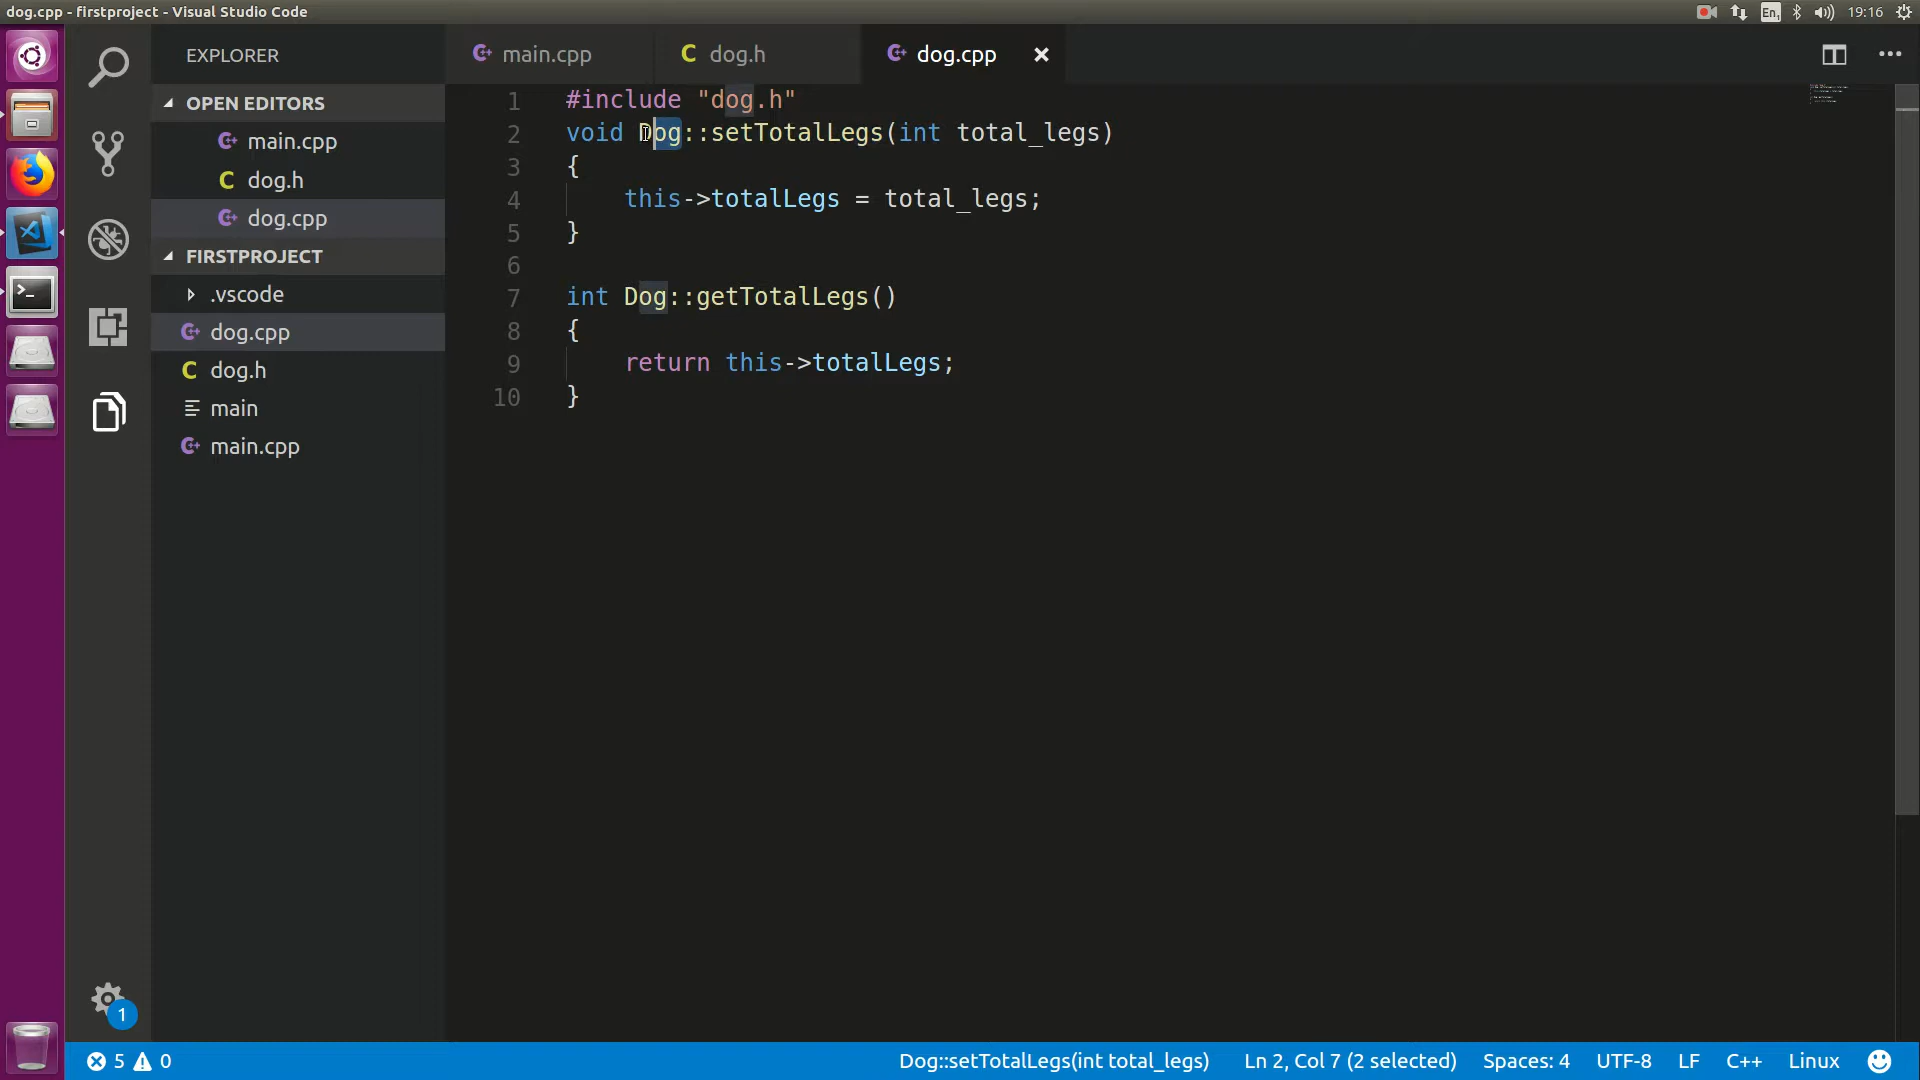 dog.cpp - firstproject - Visual Studio Code
En
19:16
EXPLORER
main.cpp
dog.h
dog.cpp
OPEN EDITORS
main.cpp
dog.h
dog.cpp
FIRSTPROJECT
.vscode
dog.cpp
dog.h
main
main.cpp
1 #include "dog.h"
2 void Dog::setTotalLegs(int total_legs)
3 {
4 this->totalLegs = total_legs;
5 }
6
7 int Dog::getTotalLegs()
8 {
9 return this->totalLegs;
10 }
1
5 0
Dog::setTotalLegs(int total_legs) Ln 2, Col 7 (2 selected) Spaces: 4 UTF-8 LF C++ Linux